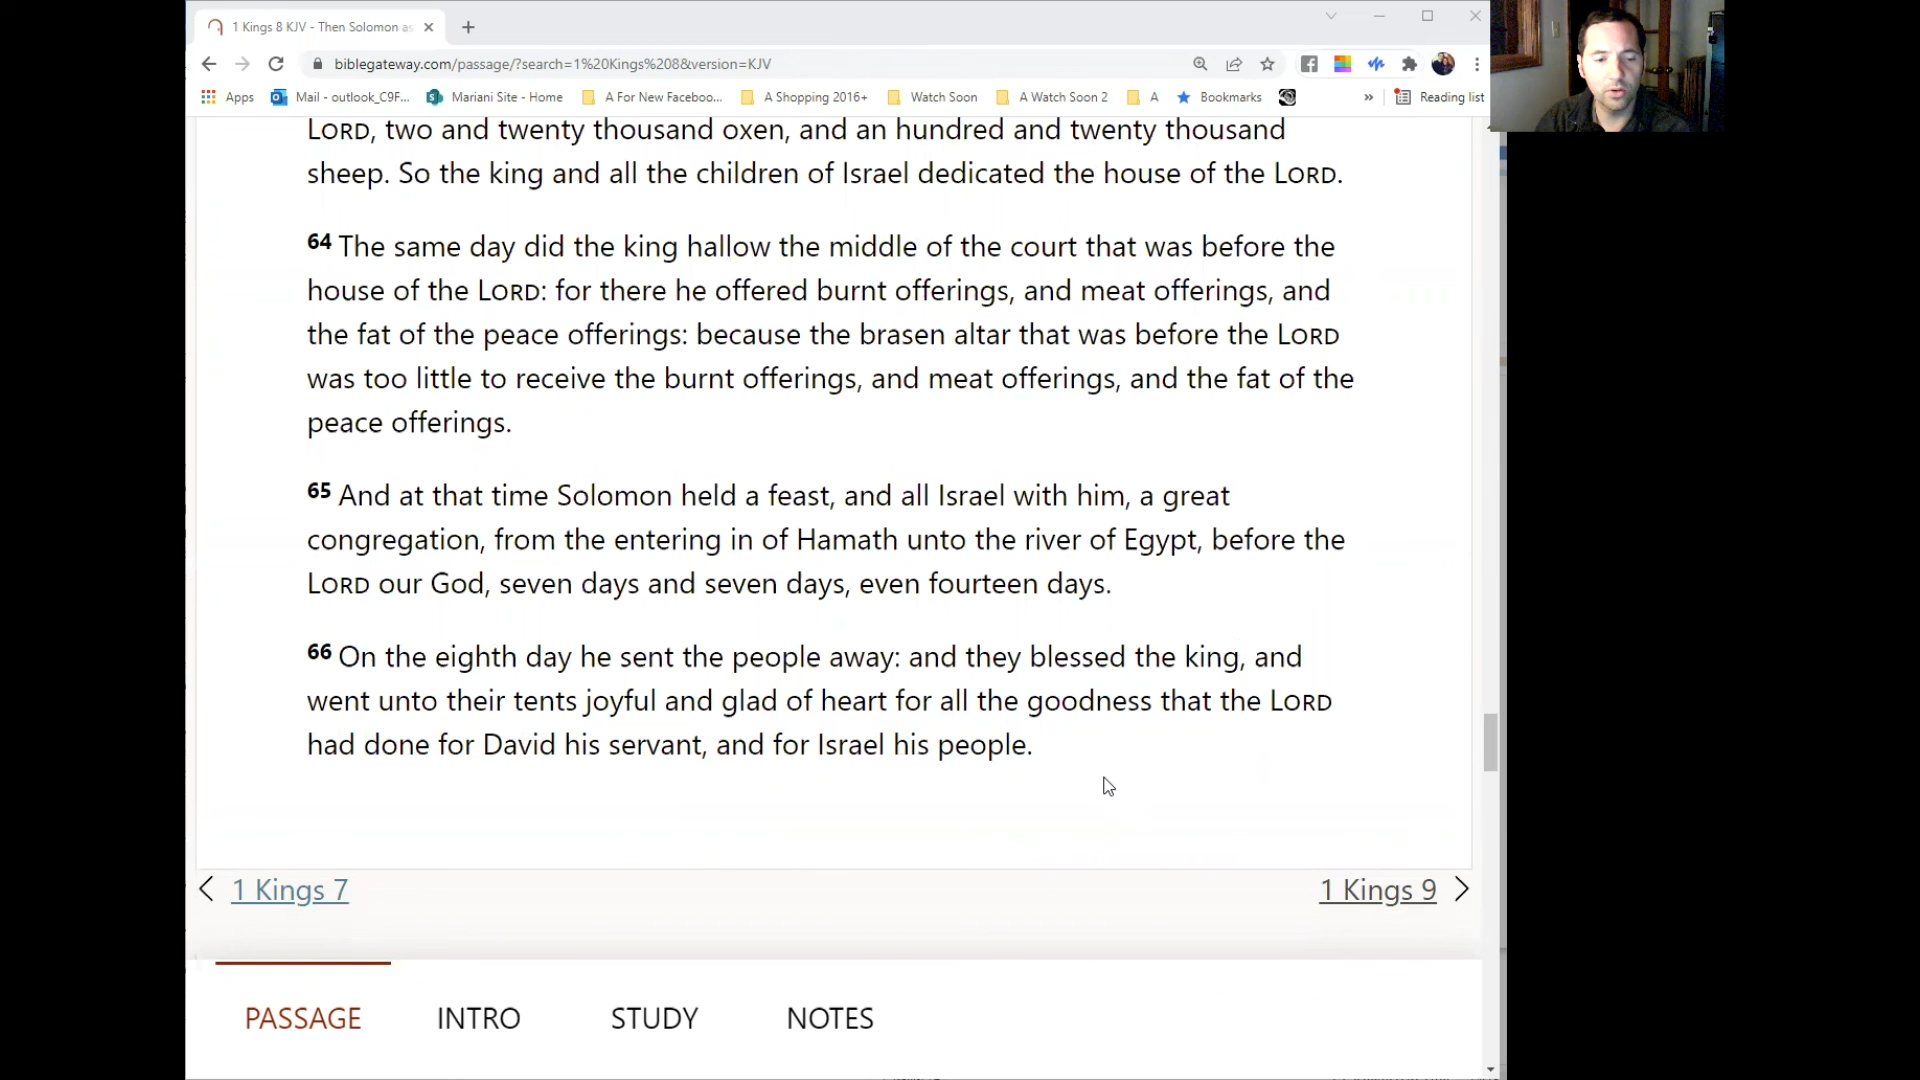 1 Kings 8 KJV - Then Solomon as
biblegateway.com/passage/?search=1%20Kings%208&version=KJV
Apps Mail - outlook_C9F... Mariani Site - Home A For New Faceboo... A Shopping 2016+ Watch Soon A Watch Soon 2 A Bookmarks » Reading list
LORD, two and twenty thousand oxen, and an hundred and twenty thousand
sheep. So the king and all the children of Israel dedicated the house of the LORD.
64 The same day did the king hallow the middle of the court that was before the
house of the LORD: for there he offered burnt offerings, and meat offerings, and
the fat of the peace offerings: because the brasen altar that was before the LORD
was too little to receive the burnt offerings, and meat offerings, and the fat of the
peace offerings.
65 And at that time Solomon held a feast, and all Israel with him, a great
congregation, from the entering in of Hamath unto the river of Egypt, before the
LORD our God, seven days and seven days, even fourteen days.
66 On the eighth day he sent the people away: and they blessed the king, and
went unto their tents joyful and glad of heart for all the goodness that the LORD
had done for David his servant, and for Israel his people.
1 Kings 7 1 Kings 9
PASSAGE INTRO STUDY NOTES